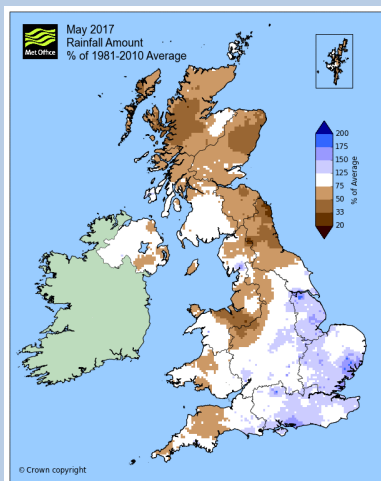 Met Office
May 2017
Rainfall Amount
% of 1981-2010 Average
200
175
150
125
75
50
33
20
% of Average
© Crown copyright